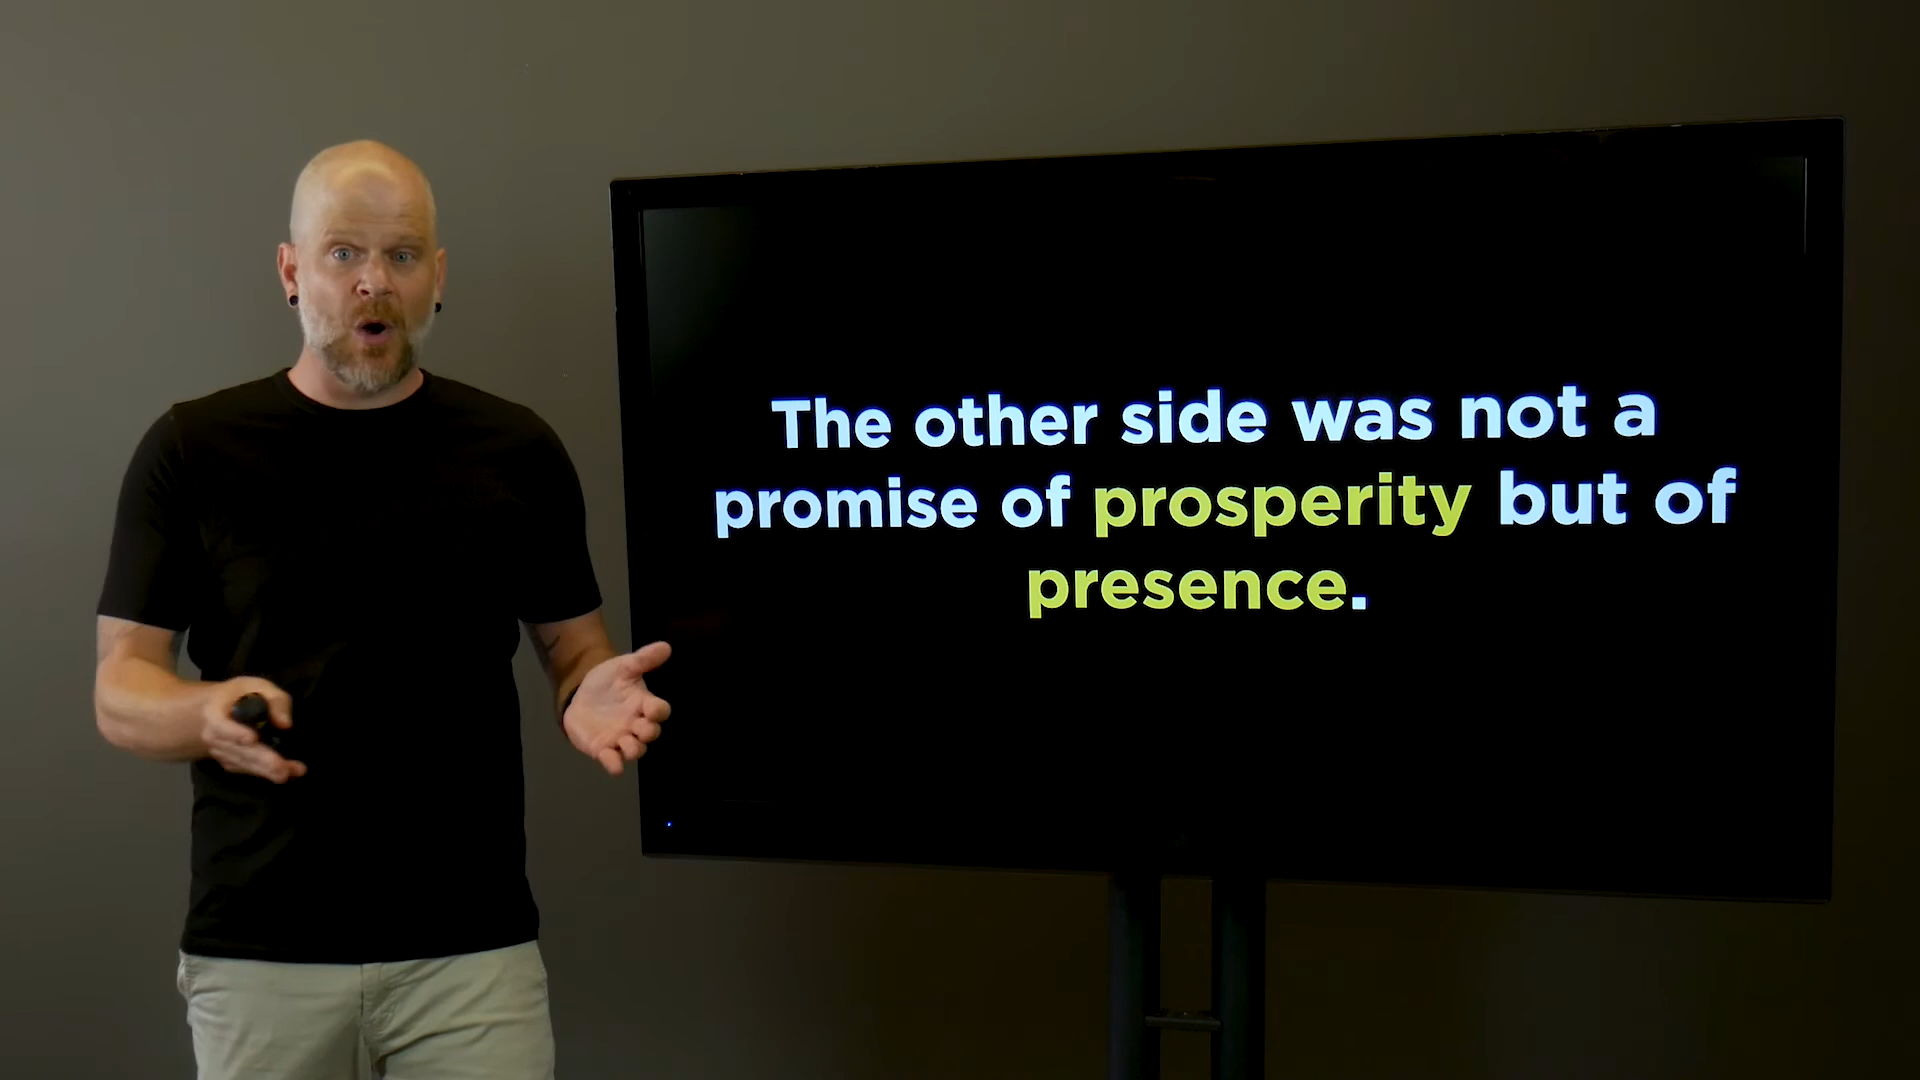 The other side was not a
promise of prosperity but of
presence.